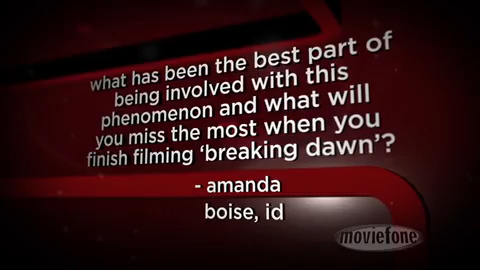 what has been the best part of
being involved with this
phenomenon and what will
you miss the most when you
finish filming ‘breaking dawn’?
- amanda
boise, id
moviefone